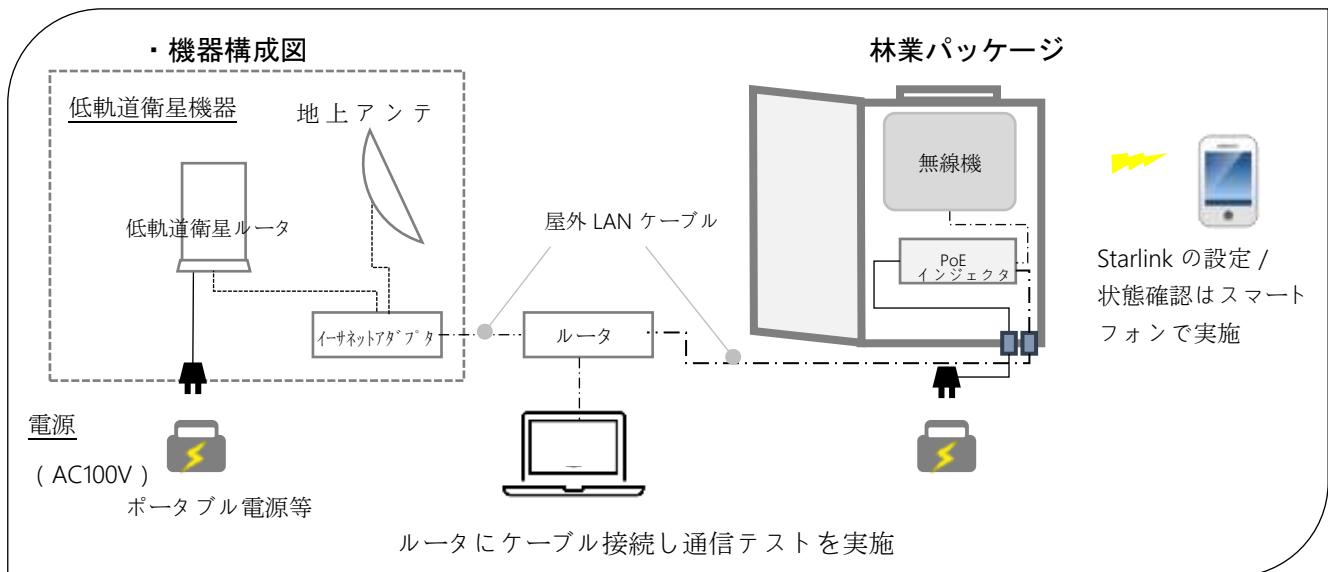 ・機器構成図
林業パッケージ
低軌道衛星機器
地上アンテ
無線機
低軌道衛星ルータ
屋外 LAN ケーブル
PoE
インジェクタ
Starlink の設定 /
状態確認はスマート
フォンで実施
イーサネットアダプタ
ルータ
電源
( AC100V )
ポータブル電源等
ルータにケーブル接続し通信テストを実施